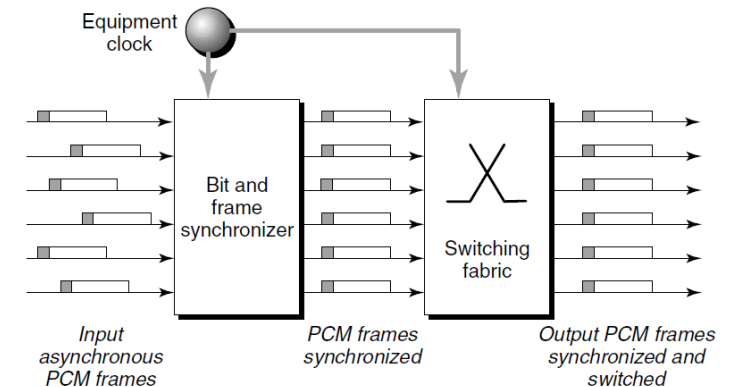 Equipment
clock
Bit and
frame
synchronizer
Switching
fabric
Input
asynchronous
PCM frames
PCM frames
synchronized
Output PCM frames
synchronized and
switched